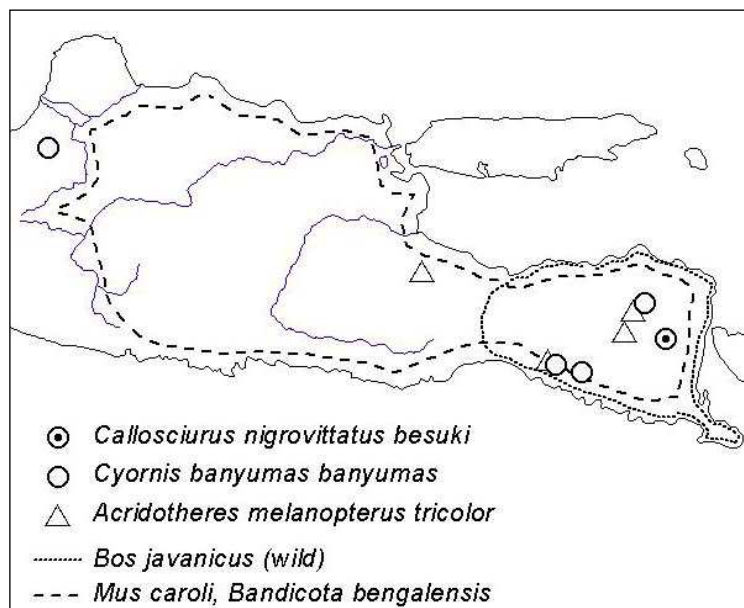 Callosciurus nigrovittatus besuki
Cyornis banyumas banyumas
Acridotheres melanopterus tricolor
Bos javanicus (wild)
Mus caroli, Bandicota bengalensis